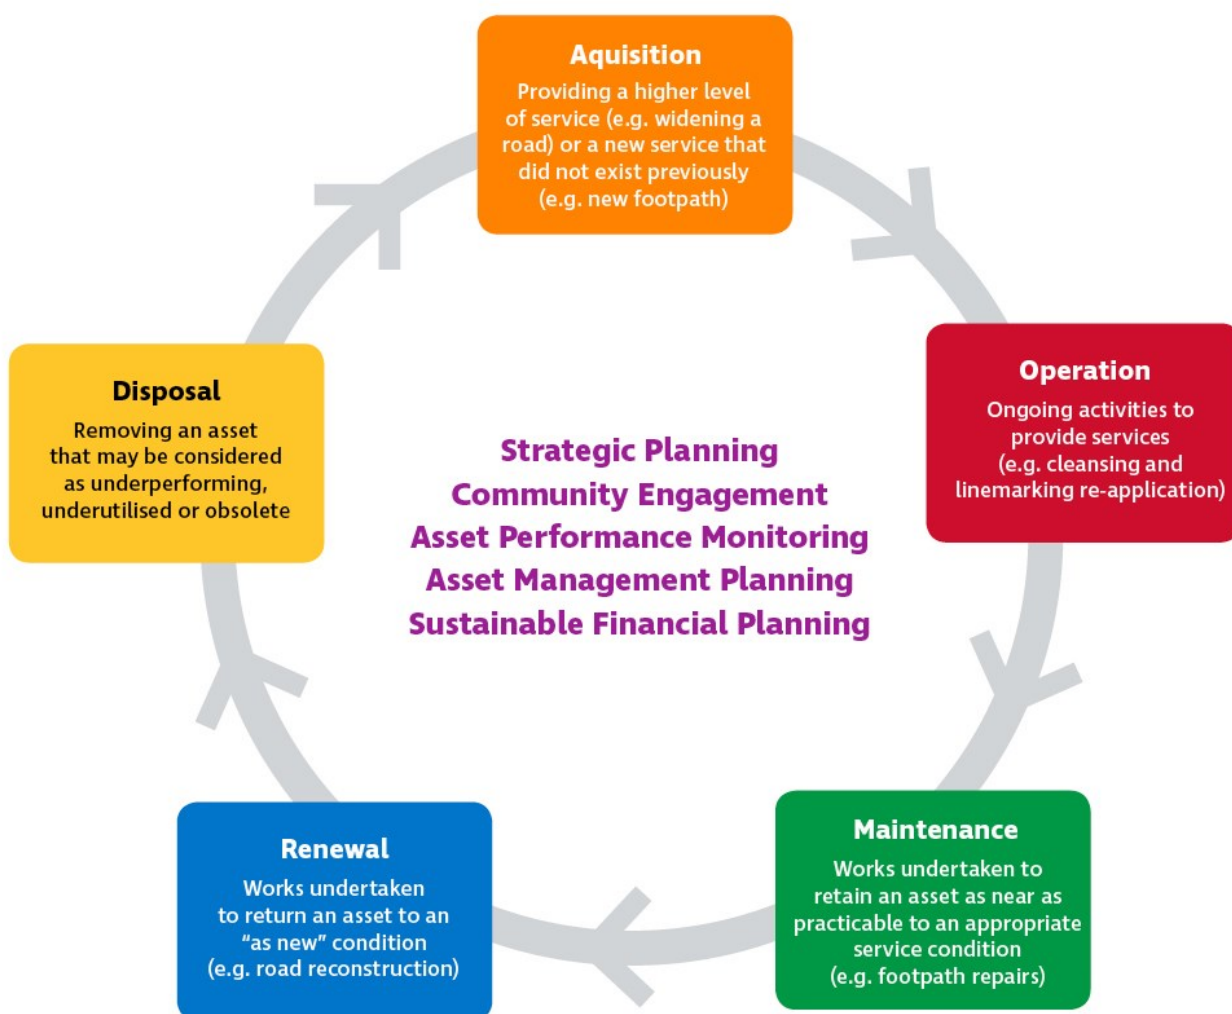 Aquisition
Providing a higher level
of service (e.g. widening a
road) or a new service that
did not exist previously
(e.g. new footpath)
Operation
Ongoing activities to
provide services
(e.g. cleansing and
linemarking re-application)
Maintenance
Works undertaken to
retain an asset as near as
practicable to an appropriate
service condition
(e.g. footpath repairs)
Renewal
Works undertaken
to return an asset to an
“as new” condition
(e.g. road reconstruction)
Disposal
Removing an asset
that may be considered
as underperforming,
underutilised or obsolete
Strategic Planning
Community Engagement
Asset Performance Monitoring
Asset Management Planning
Sustainable Financial Planning